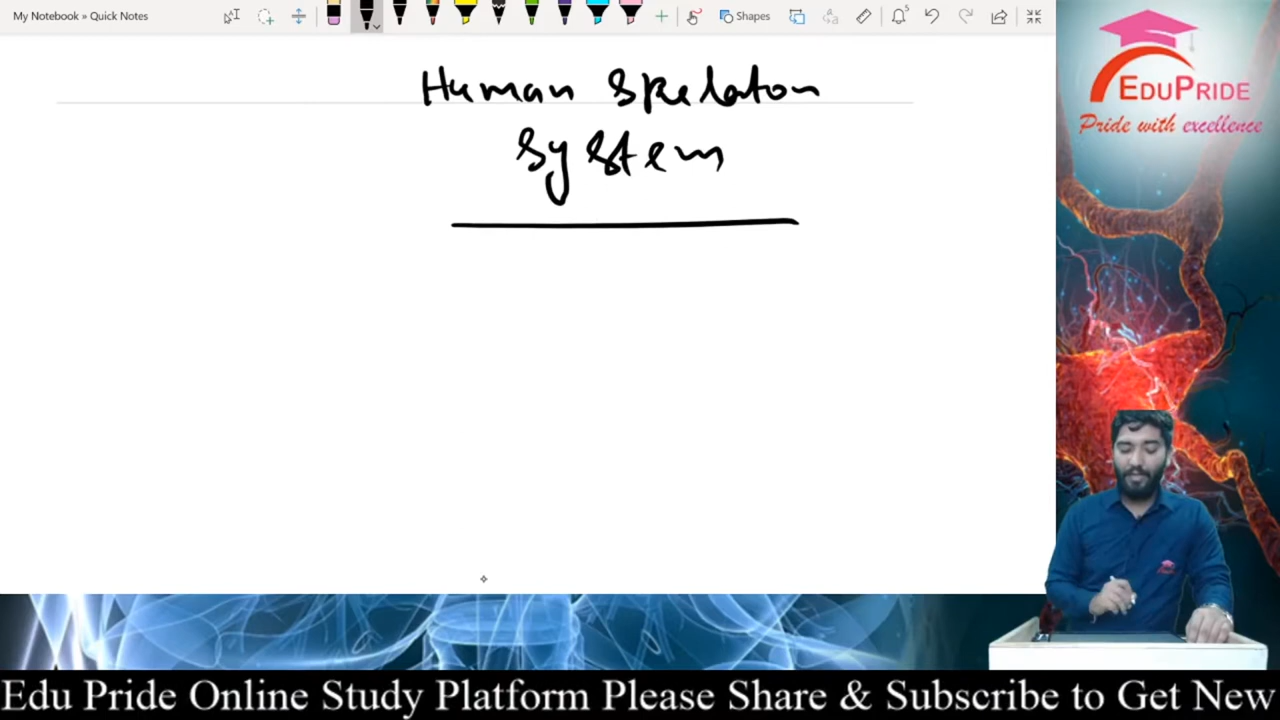 My Notebook » Quick Notes
Shapes
Human Skelaton
System
EDUPRIDE
Pride with excellence
Edu Pride Online Study Platform Please Share & Subscribe to Get New